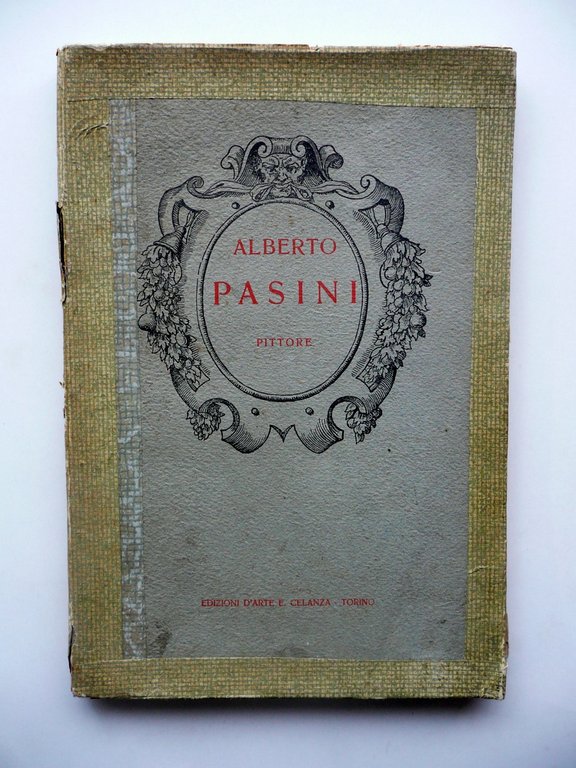 ALBERTO
PASINI
PITTORE
EDIZIONI D'ARTE E. CELANZA - TORINO